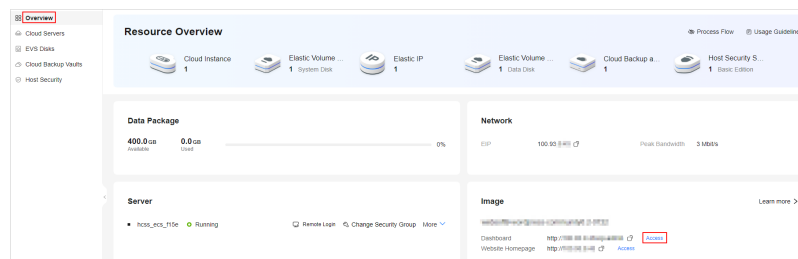 Overview
Cloud Servers
EVS Disks
Cloud Backup Vaults
Host Security
Resource Overview
Process Flow
Usage Guideline
Cloud Instance
1
Elastic Volume ...
1 System Disk
Elastic IP
1
Elastic Volume ...
1 Data Disk
Cloud Backup a...
1
Host Security S...
1 Basic Edition
Data Package
400.0 GB
Available
0.0 GB
Used
0%
Network
EIP 100.93
Peak Bandwidth 3 Mbit/s
Server
hcss_ecs_f15e Running
Remote Login Change Security Group More
Image
Learn more >
Dashboard http:// Access
Website Homepage http:// Access